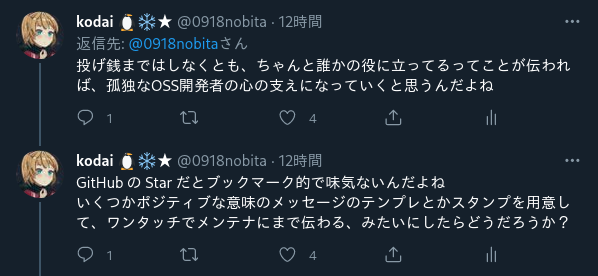 kodai 🐧❄️★ @0918nobita · 12時間
返信先: @0918nobitaさん
投げ銭まではしなくとも、ちゃんと誰かの役に立ってるってことが伝われ
ば、孤独なOSS開発者の心の支えになっていくと思うんだよね
1 4
kodai 🐧❄️★ @0918nobita · 12時間
GitHub の Star だとブックマーク的で味気ないんだよね
いくつかポジティブな意味のメッセージのテンプレとかスタンプを用意し
て、ワンタッチでメンテナにまで伝わる、みたいにしたらどうだろうか？
1 4